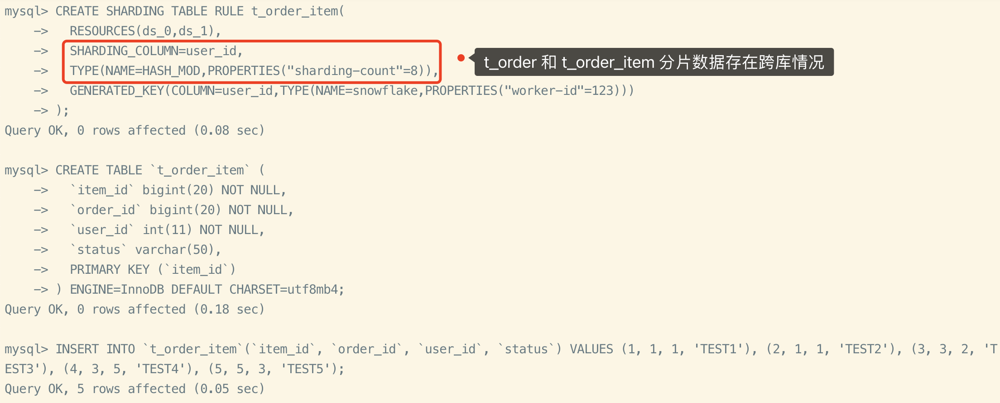 mysql> CREATE SHARDING TABLE RULE t_order_item(
    ->   RESOURCES(ds_0,ds_1),
    ->   SHARDING_COLUMN=user_id,
    ->   TYPE(NAME=HASH_MOD,PROPERTIES("sharding-count"=8)),
t_order 和 t_order_item 分片数据存在跨库情况
    ->   GENERATED_KEY(COLUMN=user_id,TYPE(NAME=snowflake,PROPERTIES("worker-id"=123)))
    -> );
Query OK, 0 rows affected (0.08 sec)
mysql> CREATE TABLE `t_order_item` (
    ->   `item_id` bigint(20) NOT NULL,
    ->   `order_id` bigint(20) NOT NULL,
    ->   `user_id` int(11) NOT NULL,
    ->   `status` varchar(50),
    ->   PRIMARY KEY (`item_id`)
    -> ) ENGINE=InnoDB DEFAULT CHARSET=utf8mb4;
Query OK, 0 rows affected (0.18 sec)
mysql> INSERT INTO `t_order_item`(`item_id`, `order_id`, `user_id`, `status`) VALUES (1, 1, 1, 'TEST1'), (2, 1, 1, 'TEST2'), (3, 3, 2, 'T
EST3'), (4, 3, 5, 'TEST4'), (5, 5, 3, 'TEST5');
Query OK, 5 rows affected (0.05 sec)